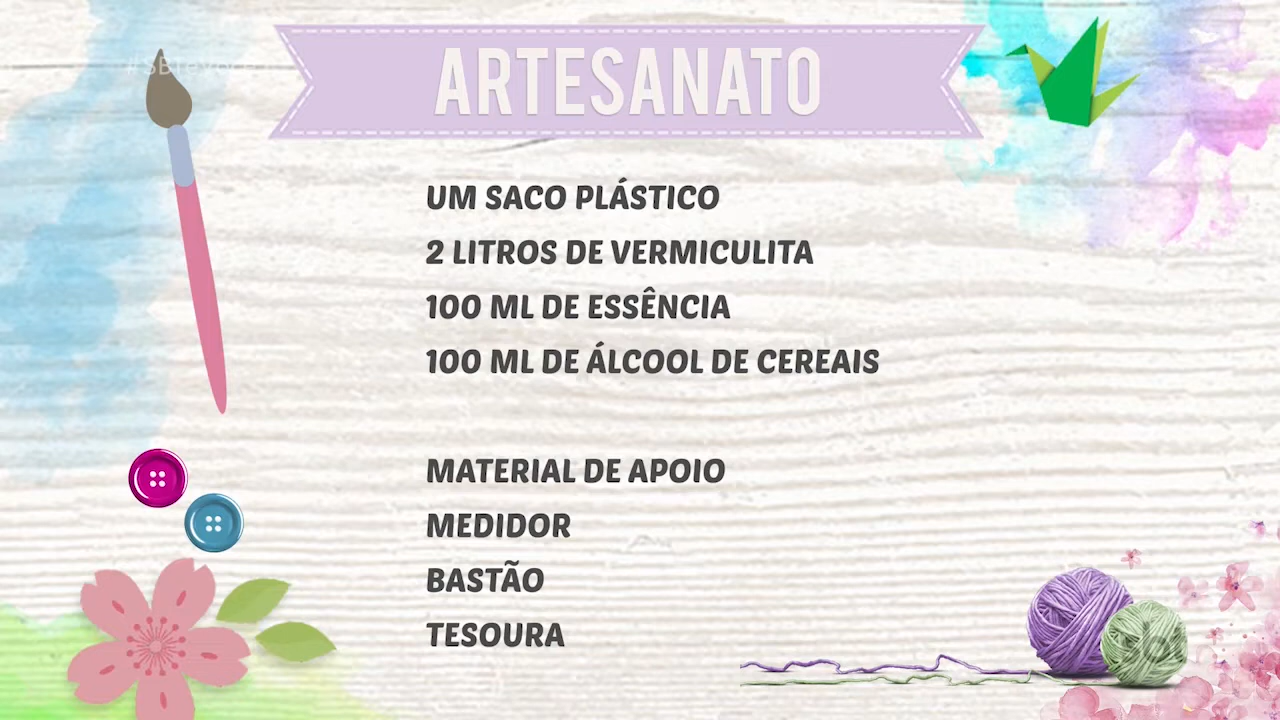 ARTESANATO
UM SACO PLÁSTICO
2 LITROS DE VERMICULITA
100 ML DE ESSÊNCIA
100 ML DE ÁLCOOL DE CEREAIS
MATERIAL DE APOIO
MEDIDOR
BASTÃO
TESOURA